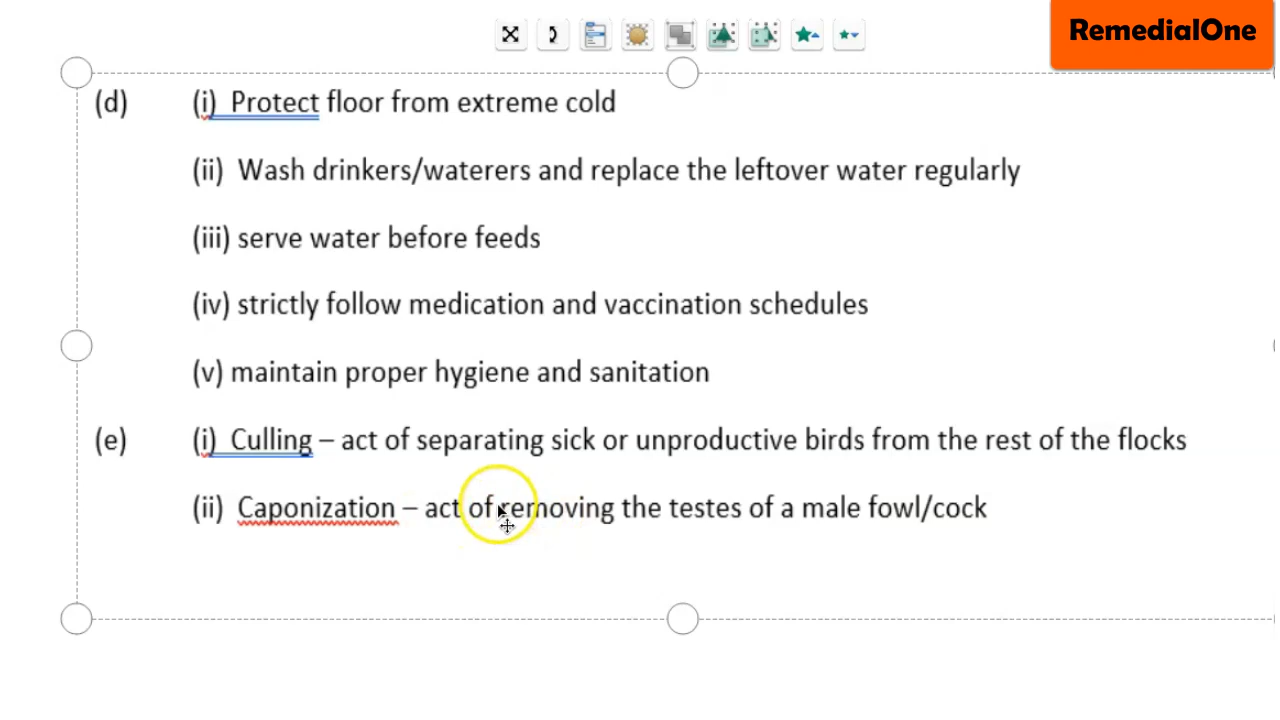 RemedialOne
(d) (i) Protect floor from extreme cold
(ii) Wash drinkers/waterers and replace the leftover water regularly
(iii) serve water before feeds
(iv) strictly follow medication and vaccination schedules
(v) maintain proper hygiene and sanitation
(e) (i) Culling – act of separating sick or unproductive birds from the rest of the flocks
(ii) Caponization – act of removing the testes of a male fowl/cock